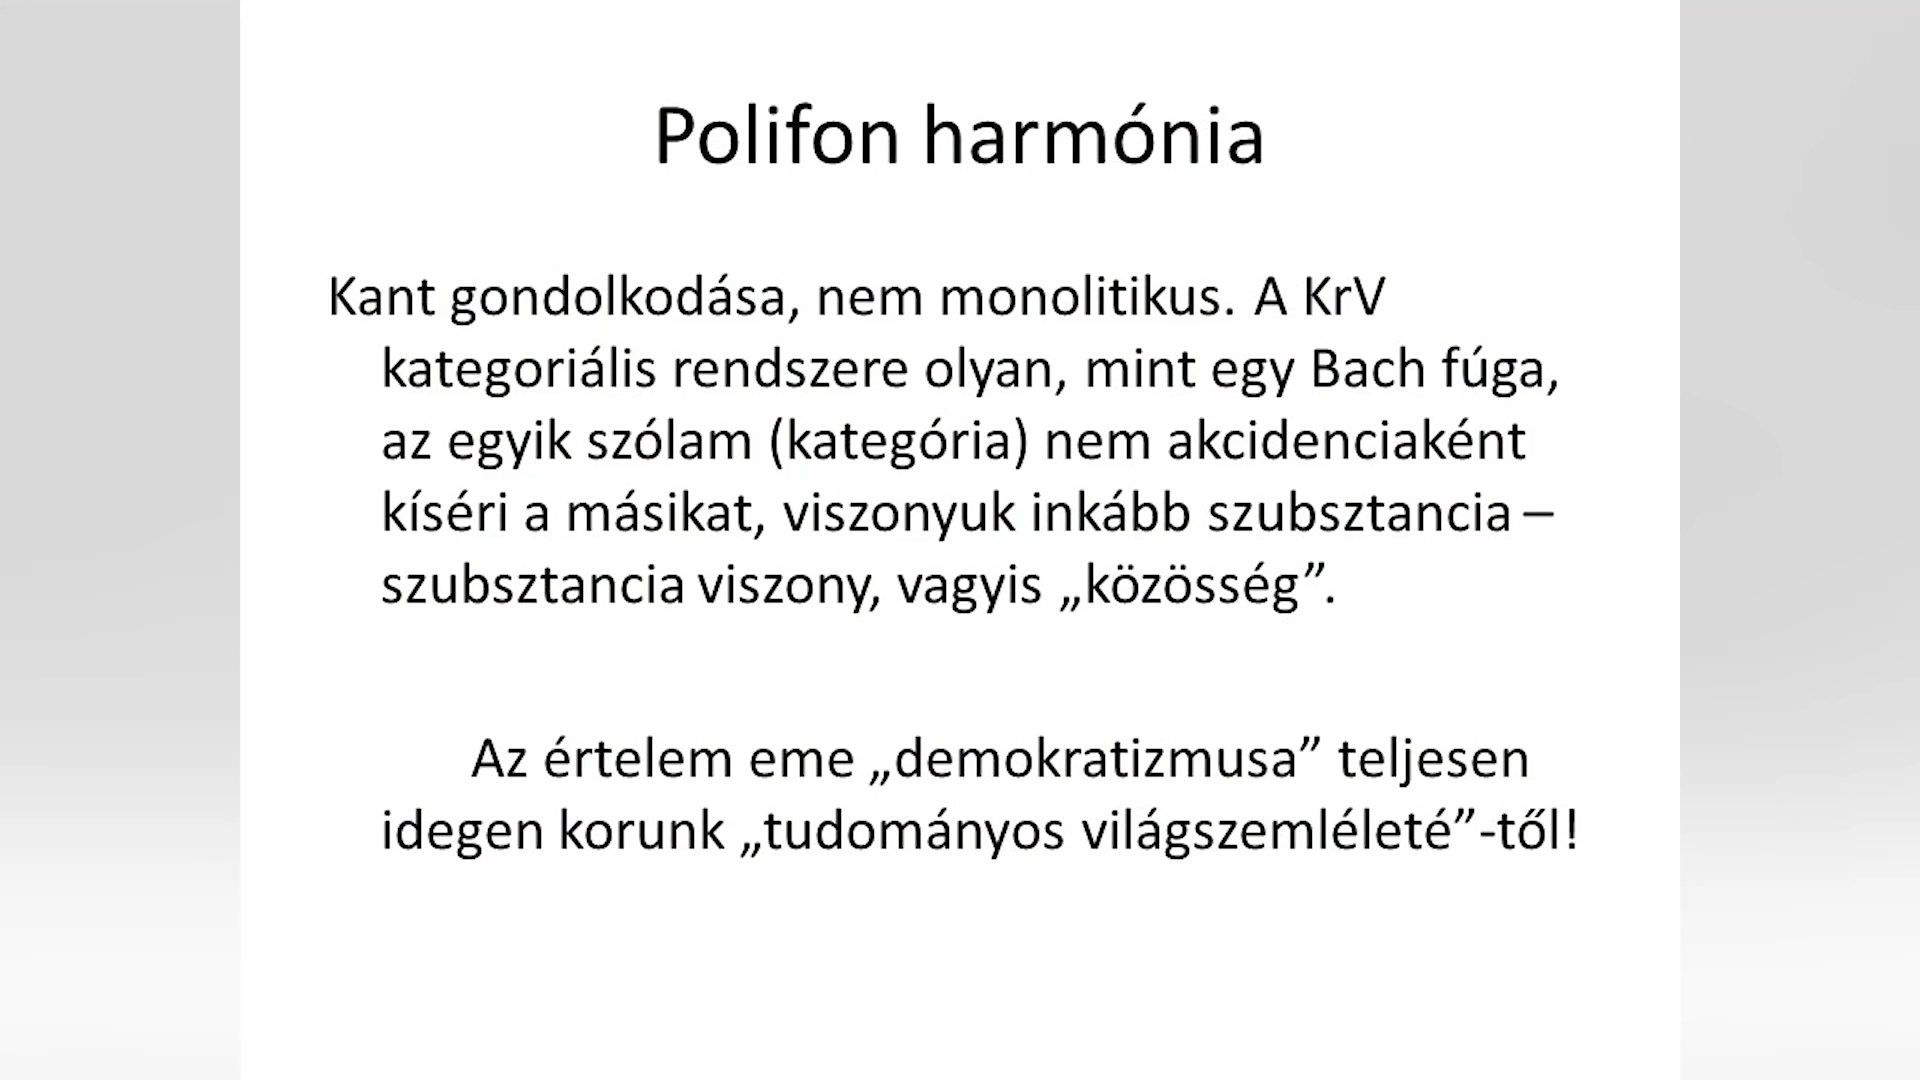 Polifon harmónia
Kant gondolkodása, nem monolitikus. A KrV
kategoriális rendszere olyan, mint egy Bach fúga,
az egyik szólam (kategória) nem akcidenciaként
kíséri a másikat, viszonyuk inkább szubsztancia –
szubsztancia viszony, vagyis „közösség”.
Az értelem eme „demokratizmusa” teljesen
idegen korunk „tudományos világszemléleté”-től!